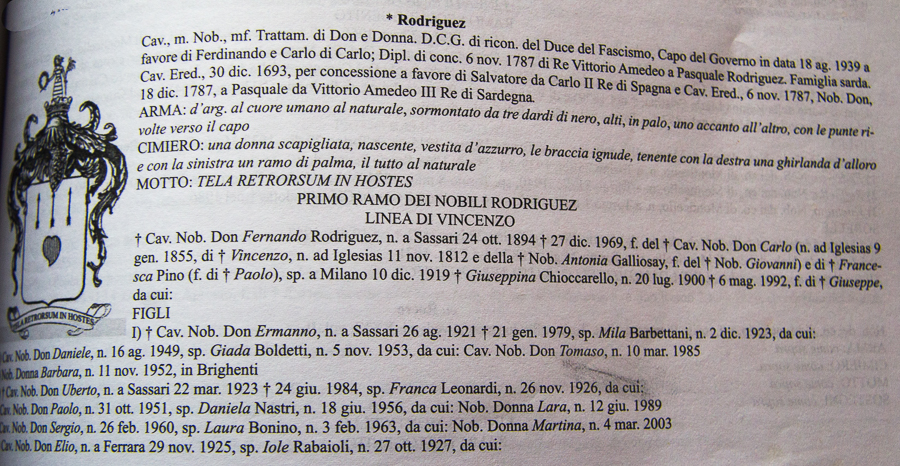 * Rodriguez
Cav., m. Nob., mf. Trattam. di Don e Donna. D.C.G. di ricon. del Duce del Fascismo, Capo del Governo in data 18 ag. 1939 a
favore di Ferdinando e Carlo di Carlo; Dipl. di conc. 6 nov. 1787 di Re Vittorio Amedeo a Pasquale Rodriguez. Famiglia sarda.
Cav. Ered., 30 dic. 1693, per concessione a favore di Salvatore da Carlo II Re di Spagna e Cav. Ered., 6 nov. 1787, Nob. Don,
18 dic. 1787, a Pasquale da Vittorio Amedeo III Re di Sardegna.
ARMA: d'arg. al cuore umano al naturale, sormontato da tre dardi di nero, alti, in palo, uno accanto all'altro, con le punte ri-
volte verso il capo
CIMIERO: una donna scapigliata, nascente, vestita d'azzurro, le braccia ignude, tenente con la destra una ghirlanda d'alloro
e con la sinistra un ramo di palma, il tutto al naturale
MOTTO: TELA RETRORSUM IN HOSTES
TELA RETRORSUM IN HOSTES
PRIMO RAMO DEI NOBILI RODRIGUEZ
LINEA DI VINCENZO
† Cav. Nob. Don Fernando Rodriguez, n. a Sassari 24 ott. 1894 † 27 dic. 1969, f. del † Cav. Nob. Don Carlo (n. ad Iglesias 9
gen. 1855, di † Vincenzo, n. ad Iglesias 11 nov. 1812 e della † Nob. Antonia Galliosay, f. del † Nob. Giovanni) e di † France-
sca Pino (f. di † Paolo), sp. a Milano 10 dic. 1919 † Giuseppina Chioccarello, n. 20 lug. 1900 † 6 mag. 1992, f. di † Giuseppe,
da cui:
FIGLI
I) † Cav. Nob. Don Ermanno, n. a Sassari 26 ag. 1921 † 21 gen. 1979, sp. Mila Barbettani, n. 2 dic. 1923, da cui:
Cav. Nob. Don Daniele, n. 16 ag. 1949, sp. Giada Boldetti, n. 5 nov. 1953, da cui: Cav. Nob. Don Tomaso, n. 10 mar. 1985
Nob. Donna Barbara, n. 11 nov. 1952, in Brighenti
† Cav. Nob. Don Uberto, n. a Sassari 22 mar. 1923 † 24 giu. 1984, sp. Franca Leonardi, n. 26 nov. 1926, da cui:
Cav. Nob. Don Paolo, n. 31 ott. 1951, sp. Daniela Nastri, n. 18 giu. 1956, da cui: Nob. Donna Lara, n. 12 giu. 1989
Cav. Nob. Don Sergio, n. 26 feb. 1960, sp. Laura Bonino, n. 3 feb. 1963, da cui: Nob. Donna Martina, n. 4 mar. 2003
Cav. Nob. Don Elio, n. a Ferrara 29 nov. 1925, sp. Iole Rabaioli, n. 27 ott. 1927, da cui: